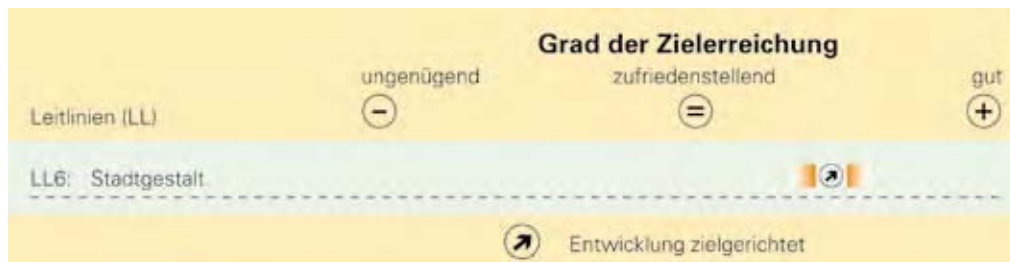 Grad der Zielerreichung
ungenügend zufriedenstellend gut
Leitlinien (LL)
LL6: Stadtgestalt
Entwicklung zielgerichtet